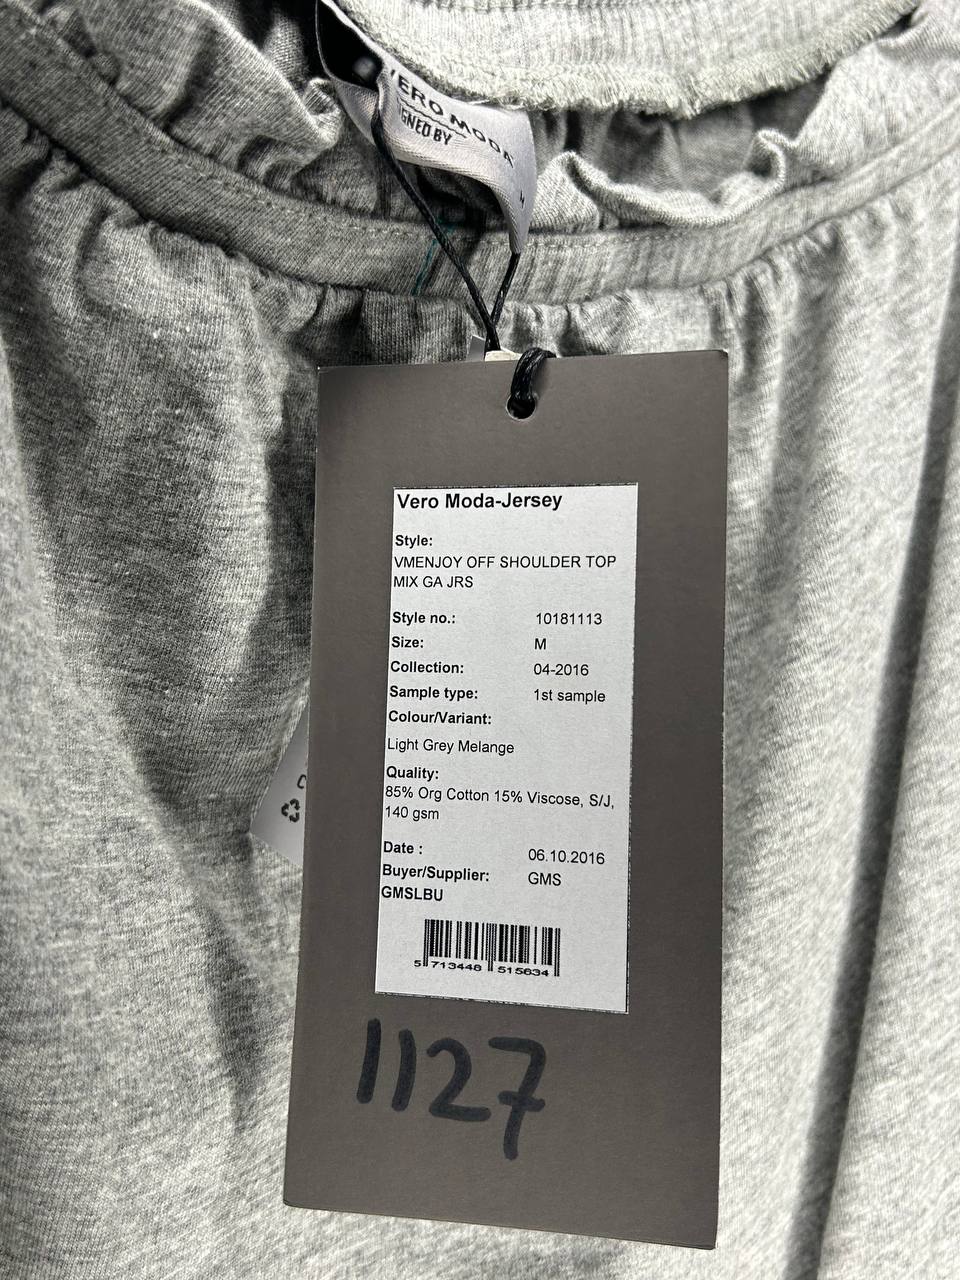 VERO MODA
IGNED BY
M
Vero Moda-Jersey
Style:
VMENJOY OFF SHOULDER TOP
MIX GA JRS
Style no.: 10181113
Size: M
Collection: 04-2016
Sample type: 1st sample
Colour/Variant:
Light Grey Melange
Quality:
85% Org Cotton 15% Viscose, S/J,
140 gsm
Date : 06.10.2016
Buyer/Supplier: GMS
GMSLBU
5 713448 515634
1127